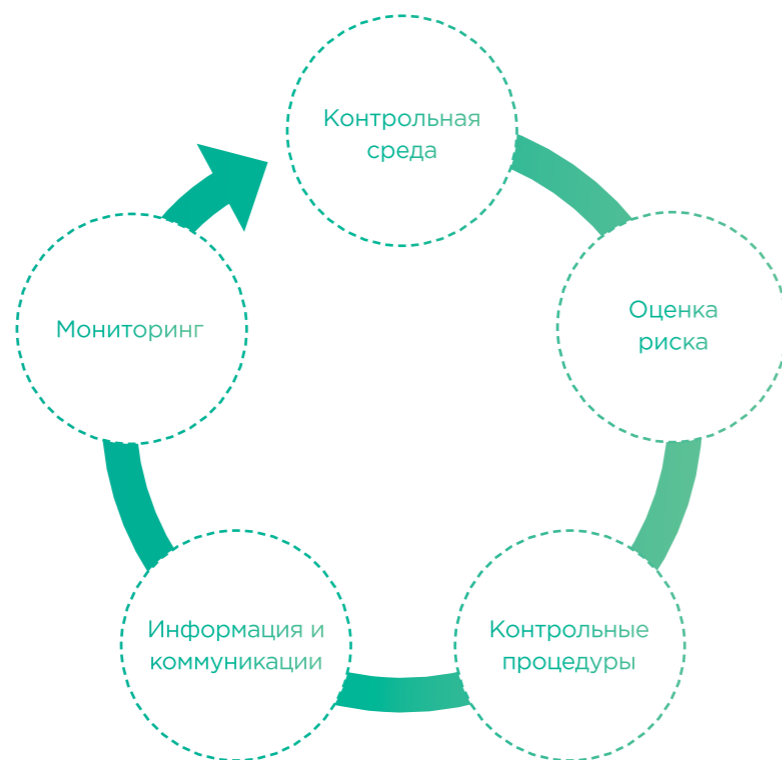 Контрольная
среда
Оценка
риска
Контрольные
процедуры
Информация и
коммуникации
Мониторинг